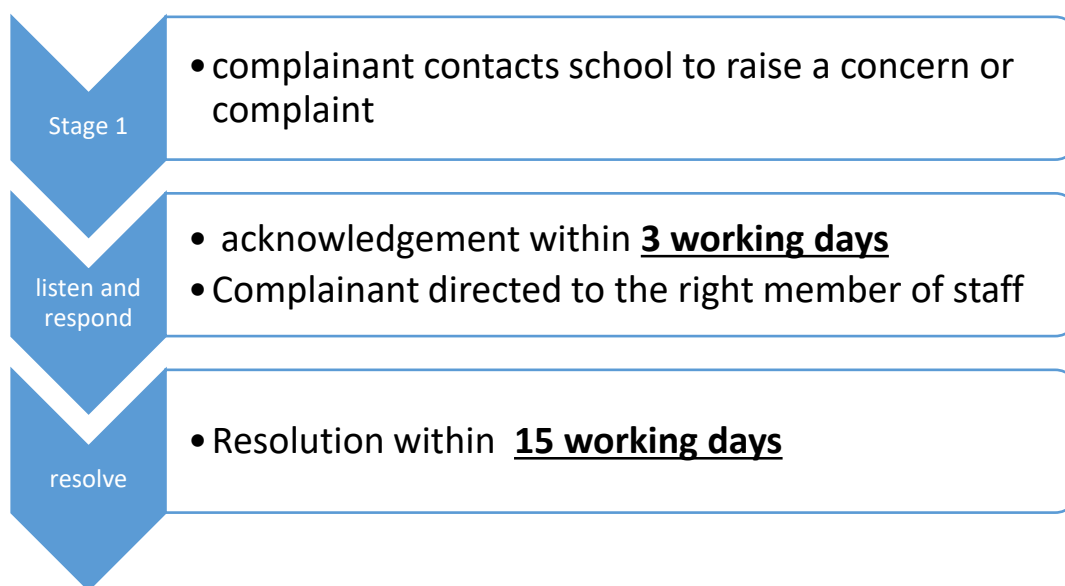 Stage 1
• complainant contacts school to raise a concern or
complaint
listen and
respond
• acknowledgement within 3 working days
• Complainant directed to the right member of staff
resolve
• Resolution within 15 working days